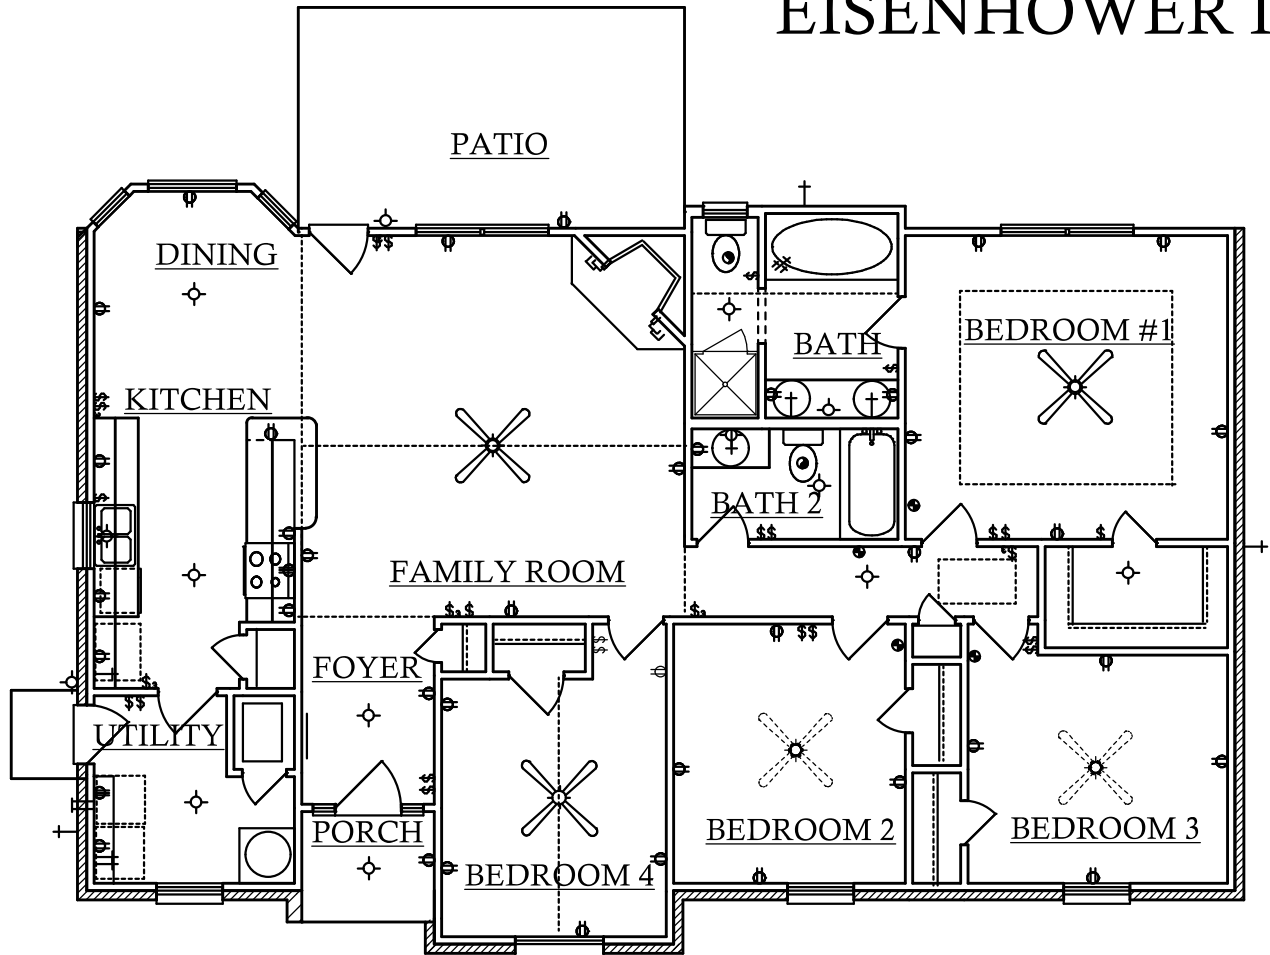 EISENHOWER I
PATIO
DINING
BEDROOM #1
BATH
KITCHEN
BATH 2
FAMILY ROOM
FOYER
UTILITY
PORCH
BEDROOM 2
BEDROOM 3
BEDROOM 4